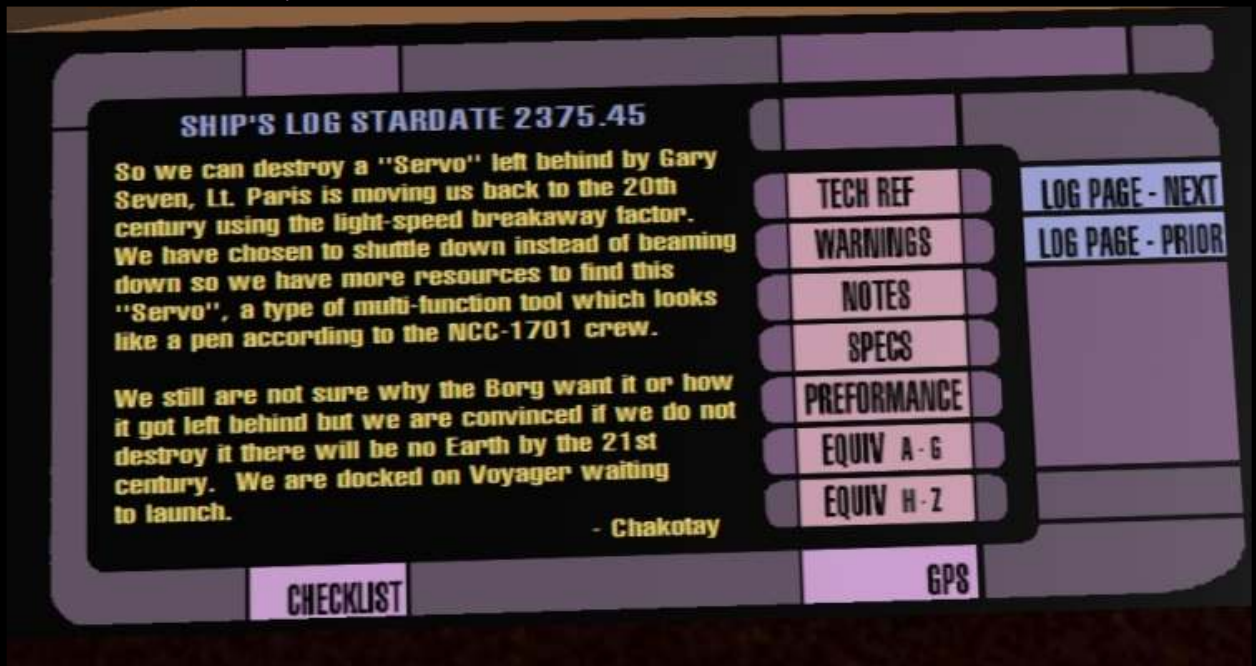 SHIP'S LOG STARDATE 2375.45
So we can destroy a "Servo" left behind by Gary
Seven, Lt. Paris is moving us back to the 20th
century using the light-speed breakaway factor.
We have chosen to shuttle down instead of beaming
down so we have more resources to find this
"Servo", a type of multi-function tool which looks
like a pen according to the NCC-1701 crew.
We still are not sure why the Borg want it or how
it got left behind but we are convinced if we do not
destroy it there will be no Earth by the 21st
century. We are docked on Voyager waiting
to launch.
- Chakotay
TECH REF
WARNINGS
NOTES
SPECS
PREFORMANCE
EQUIV A - G
EQUIV H - Z
LOG PAGE - NEXT
LOG PAGE - PRIOR
CHECKLIST
GPS